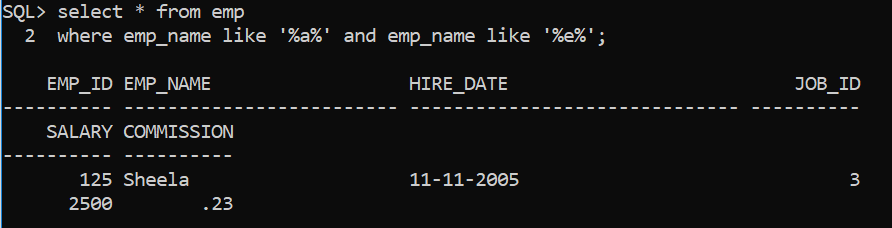 SQL> select * from emp
  2  where emp_name like '%a%' and emp_name like '%e%';
    EMP_ID EMP_NAME                  HIRE_DATE                          JOB_ID
---------- ------------------------- ------------------------------ ----------
    SALARY COMMISSION
---------- ----------
       125 Sheela                    11-11-2005                              3
      2500        .23